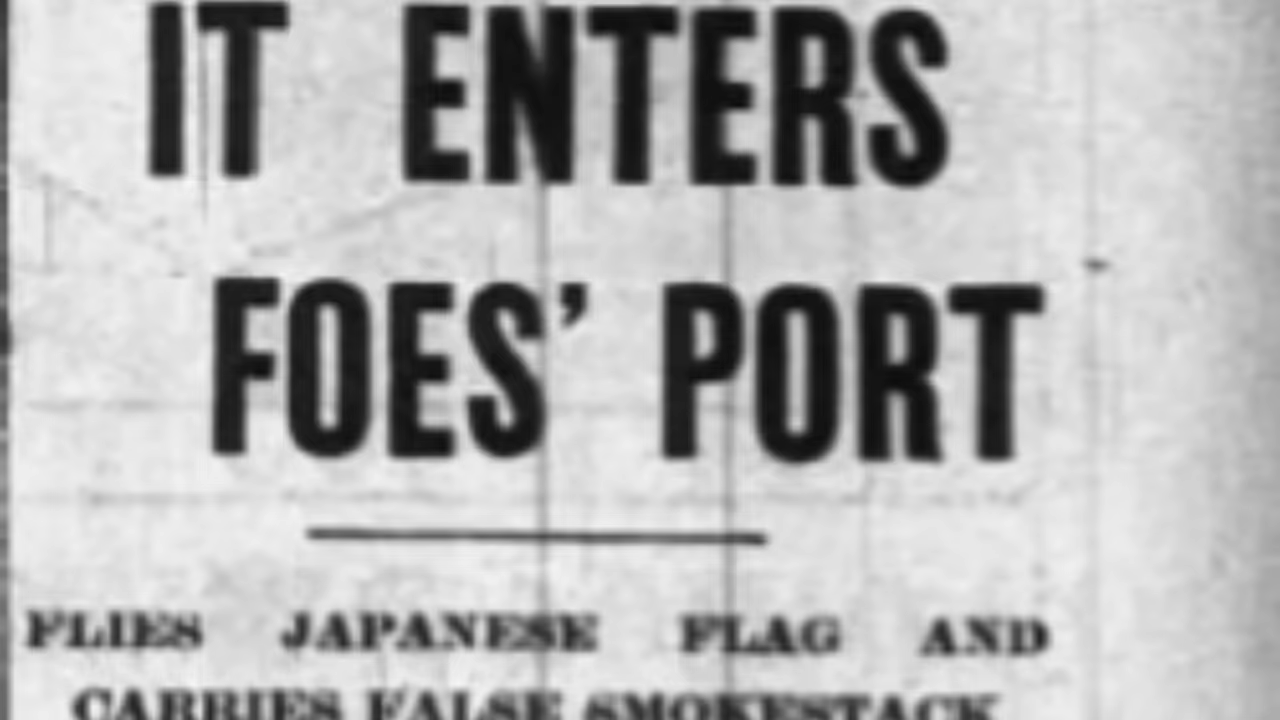 IT ENTERS
FOES' PORT
FLIES JAPANESE FLAG AND
CARRIES FALSE SMOKESTACK